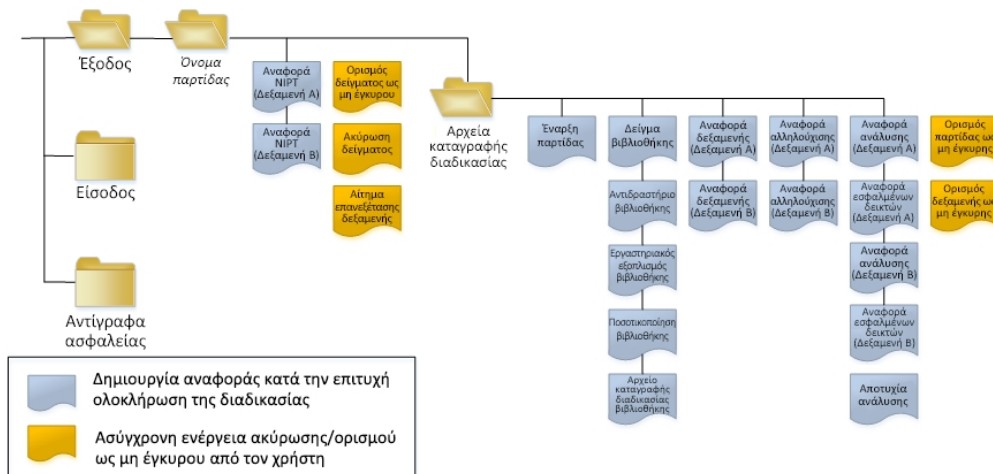 Έξοδος
Όνομα
παρτίδας
Αναφορά
NIPT
(Δεξαμενή A)
Ορισμός
δείγματος ως
μη έγκυρου
Αναφορά
NIPT
(Δεξαμενή B)
Ακύρωση
δείγματος
Αίτημα
επανεξέτασης
δεξαμενής
Αρχεία
καταγραφής
διαδικασίας
Έναρξη
παρτίδας
Δείγμα
βιβλιοθήκης
Αναφορά
δεξαμενής
(Δεξαμενή A)
Αναφορά
αλληλούχισης
(Δεξαμενή A)
Αναφορά
ανάλυσης
(Δεξαμενή A)
Ορισμός
παρτίδας ως
μη έγκυρης
Αντιδραστήριο
βιβλιοθήκης
Αναφορά
δεξαμενής
(Δεξαμενή B)
Αναφορά
αλληλούχισης
(Δεξαμενή B)
Αναφορά
εσφαλμένων
δεικτών
(Δεξαμενή A)
Ορισμός
δεξαμενής ως
μη έγκυρης
Εργαστηριακός
εξοπλισμός
βιβλιοθήκης
Αναφορά
ανάλυσης
(Δεξαμενή B)
Ποσοτικοποίηση
βιβλιοθήκης
Αναφορά
εσφαλμένων
δεικτών
(Δεξαμενή B)
Αρχείο
καταγραφής
διαδικασίας
βιβλιοθήκης
Αποτυχία
ανάλυσης
Είσοδος
Αντίγραφα
ασφαλείας
Δημιουργία αναφοράς κατά την επιτυχή
ολοκλήρωση της διαδικασίας
Ασύγχρονη ενέργεια ακύρωσης/ορισμού
ως μη έγκυρου από τον χρήστη